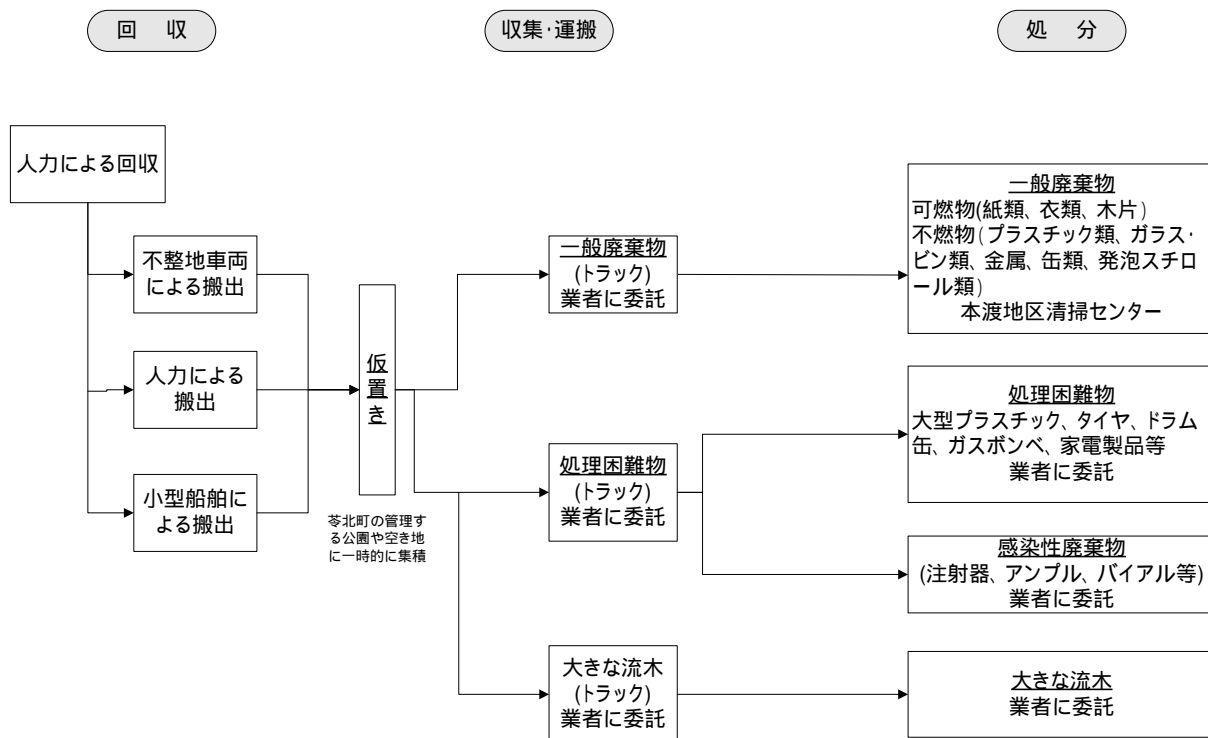 回 収
収集・運搬
処 分
人力による回収
不整地車両
による搬出
人力による
搬出
小型船舶に
よる搬出
仮
置
き
苓北町の管理す
る公園や空き地
に一時的に集積
一般廃棄物
(トラック)
業者に委託
処理困難物
(トラック)
業者に委託
大きな流木
(トラック)
業者に委託
一般廃棄物
可燃物(紙類、衣類、木片)
不燃物(プラスチック類、ガラス・
ビン類、金属、缶類、発泡スチロ
ール類)
本渡地区清掃センター
処理困難物
大型プラスチック、タイヤ、ドラム
缶、ガスボンベ、家電製品等
業者に委託
感染性廃棄物
(注射器、アンプル、バイアル等)
業者に委託
大きな流木
業者に委託